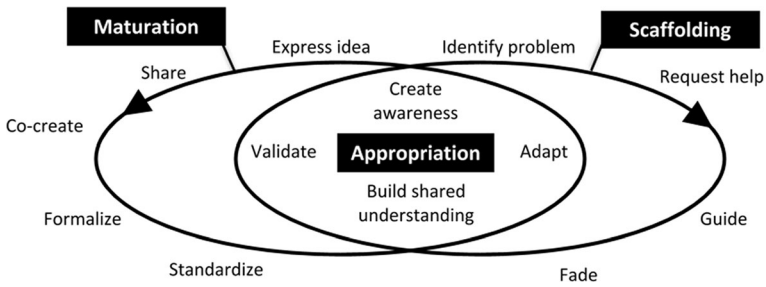 Maturation
Scaffolding
Express idea
Identify problem
Share
Request help
Create
awareness
Co-create
Validate
Appropriation
Adapt
Build shared
understanding
Formalize
Guide
Standardize
Fade